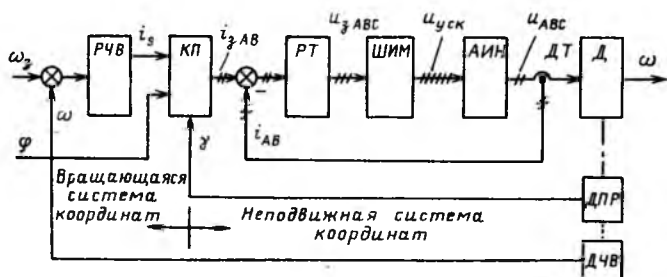 ω_з
РЧВ
i_s
КП
i_з АВ
РТ
u_з АВС
ШИМ
u_уск
АИН
u_АВС
ДТ
Д
ω
ω
−
φ
γ
i_АВ
Вращающаяся
система
координат
Неподвижная система
координат
ДПР
ДЧВ